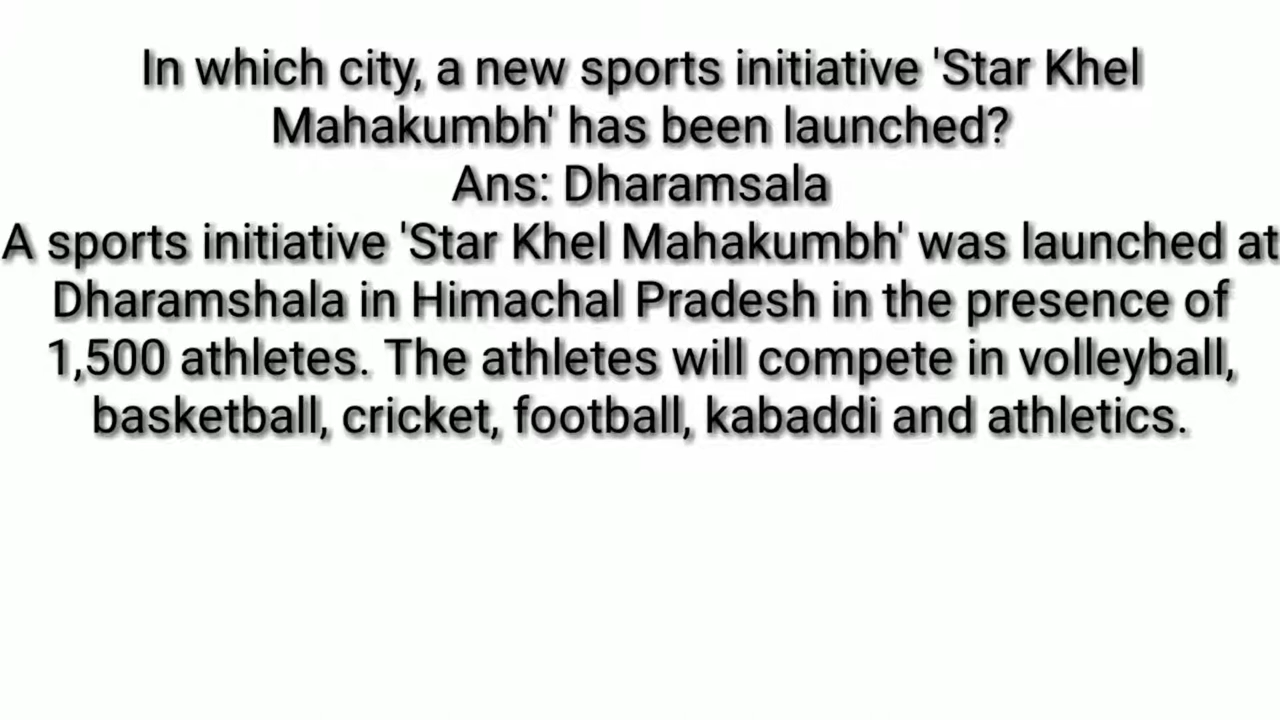 In which city, a new sports initiative 'Star Khel
Mahakumbh' has been launched?
Ans: Dharamsala
A sports initiative 'Star Khel Mahakumbh' was launched at
Dharamshala in Himachal Pradesh in the presence of
1,500 athletes. The athletes will compete in volleyball,
basketball, cricket, football, kabaddi and athletics.